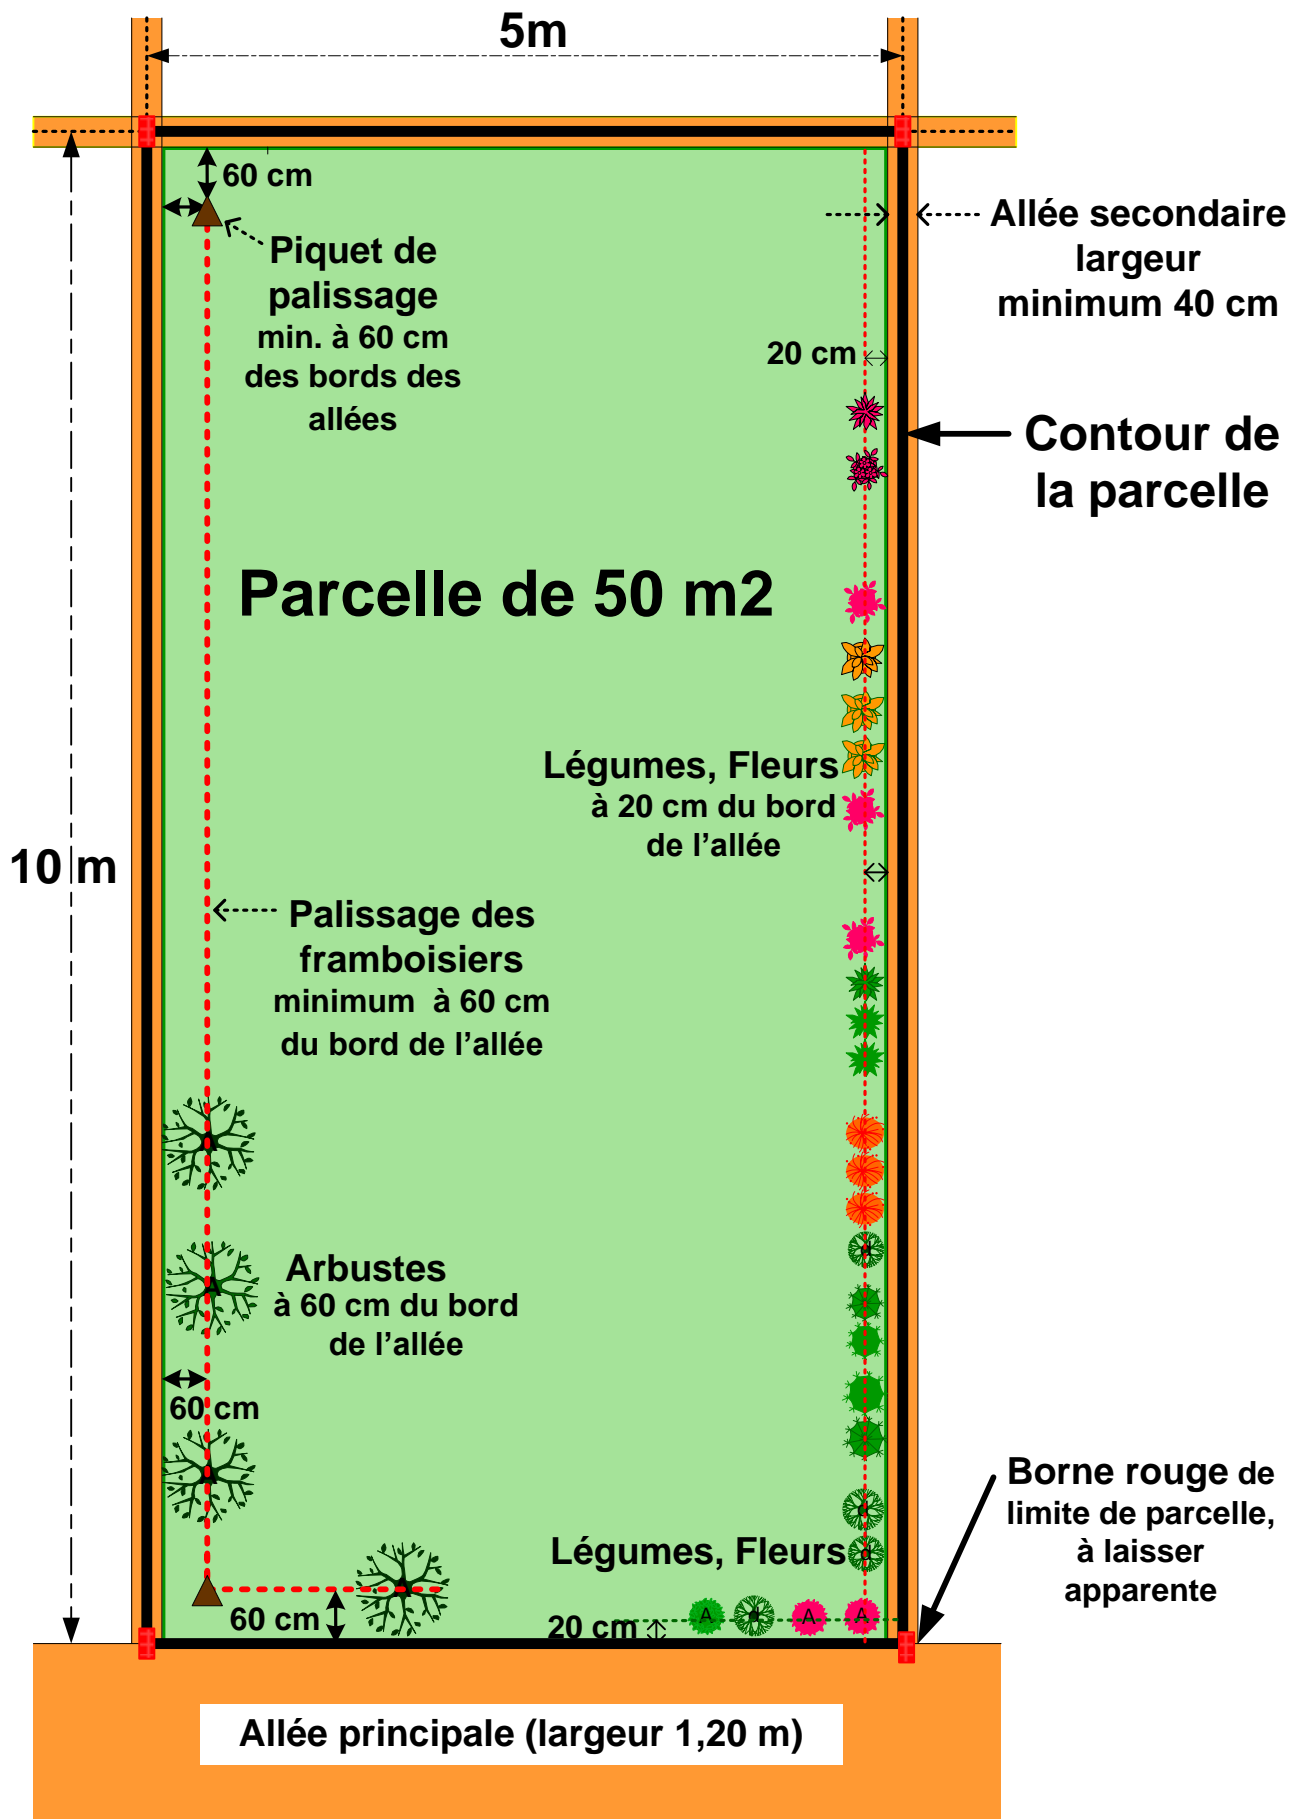 5m
60 cm
Piquet de
palissage
min. à 60 cm
des bords des
allées
Allée secondaire
largeur
minimum 40 cm
20 cm
Contour de
la parcelle
Parcelle de 50 m2
Légumes, Fleurs
à 20 cm du bord
de l’allée
10 m
Palissage des
framboisiers
minimum à 60 cm
du bord de l’allée
A
d
Arbustes
à 60 cm du bord
de l’allée
A
60 cm
A
Borne rouge de
limite de parcelle,
à laisser
apparente
d
Légumes, Fleurs
d
A
60 cm
20 cm
A d A A
Allée principale (largeur 1,20 m)